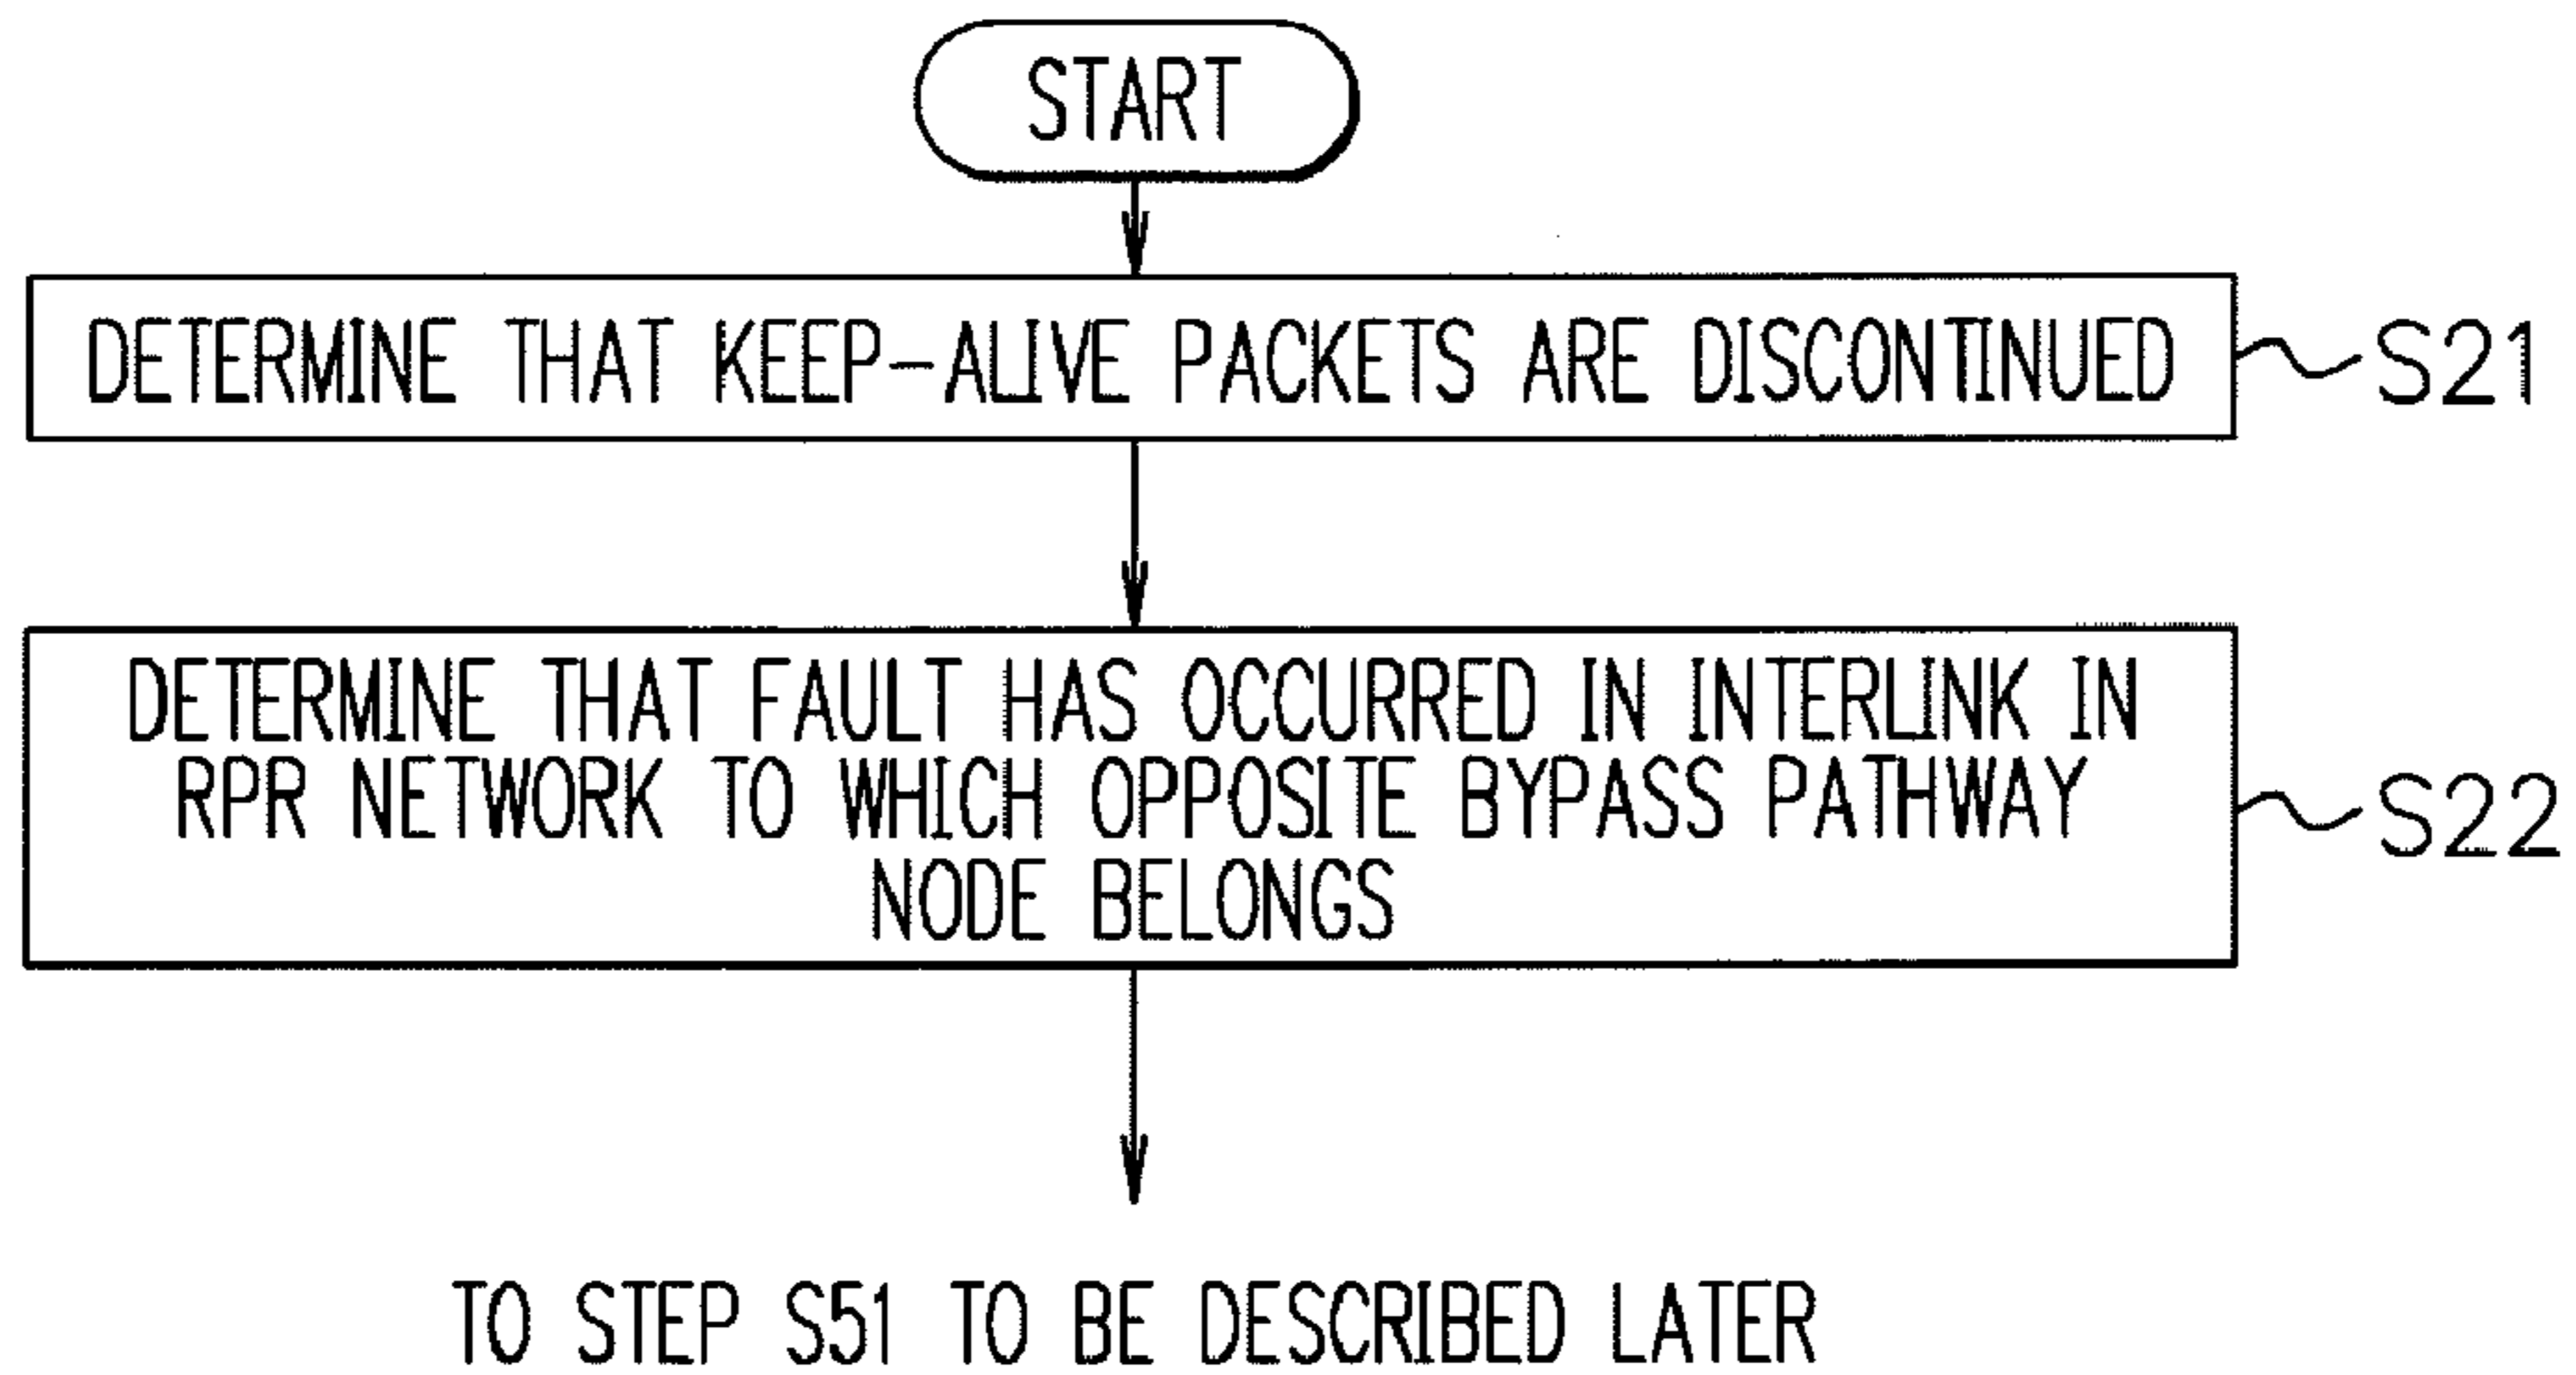 START
DETERMINE THAT KEEP-ALIVE PACKETS ARE DISCONTINUED
S21
DETERMINE THAT FAULT HAS OCCURRED IN INTERLINK IN
RPR NETWORK TO WHICH OPPOSITE BYPASS PATHWAY
NODE BELONGS
S22
TO STEP S51 TO BE DESCRIBED LATER